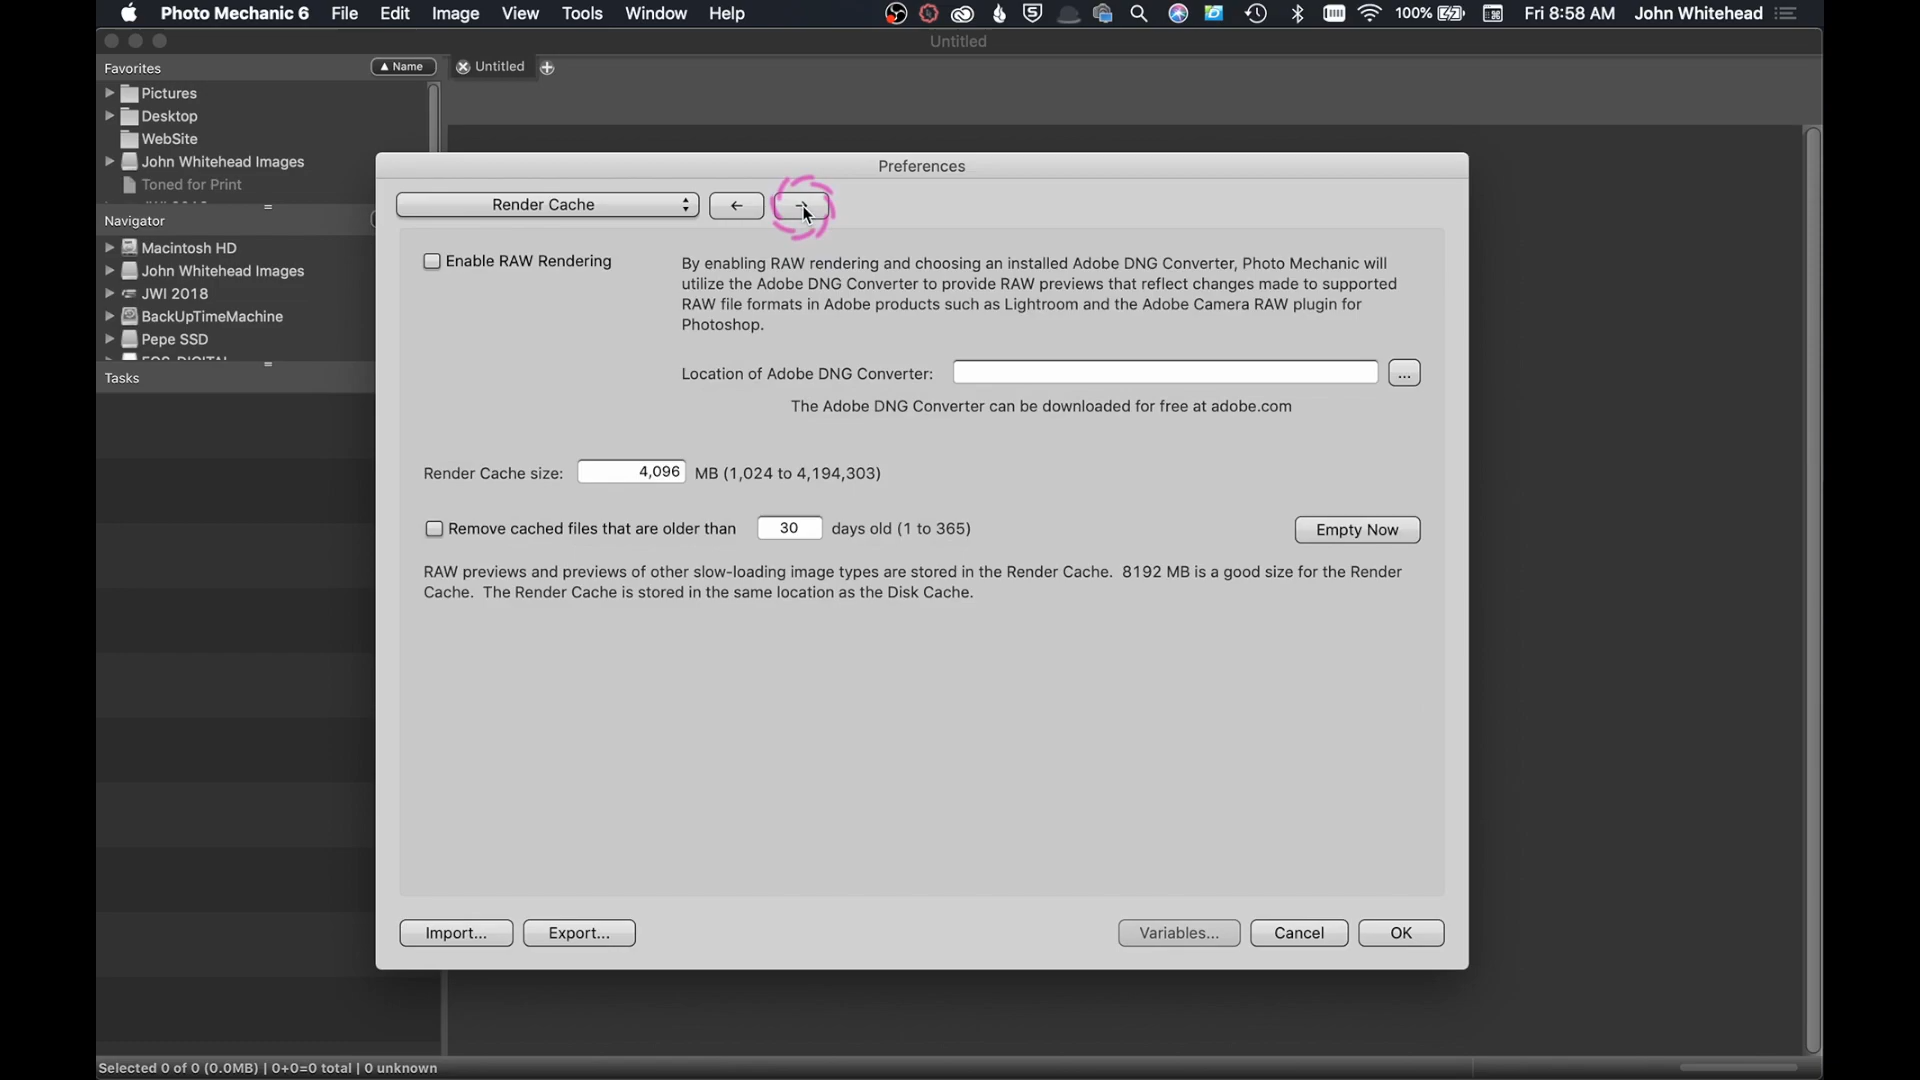 Photo Mechanic 6 File Edit Image View Tools Window Help 100% Fri 8:58 AM John Whitehead
Untitled
Favorites ▲ Name Untitled
Pictures
Desktop
WebSite
John Whitehead Images
Toned for Print
Navigator
Macintosh HD
John Whitehead Images
JWI 2018
BackUpTimeMachine
Pepe SSD
Tasks
Preferences
Render Cache ← →
Enable RAW Rendering
By enabling RAW rendering and choosing an installed Adobe DNG Converter, Photo Mechanic will
utilize the Adobe DNG Converter to provide RAW previews that reflect changes made to supported
RAW file formats in Adobe products such as Lightroom and the Adobe Camera RAW plugin for
Photoshop.
Location of Adobe DNG Converter: ...
The Adobe DNG Converter can be downloaded for free at adobe.com
Render Cache size: 4,096 MB (1,024 to 4,194,303)
Remove cached files that are older than 30 days old (1 to 365) Empty Now
RAW previews and previews of other slow-loading image types are stored in the Render Cache. 8192 MB is a good size for the Render
Cache. The Render Cache is stored in the same location as the Disk Cache.
Import... Export... Variables... Cancel OK
Selected 0 of 0 (0.0MB) | 0+0=0 total | 0 unknown